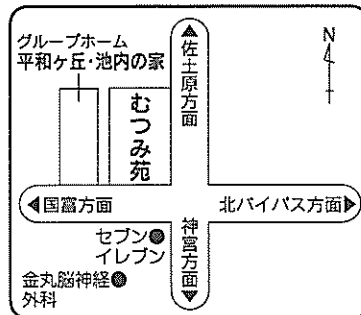 グループホーム
平和ヶ丘・池内の家
むつみ苑
▲佐土原方面
N
◀国富方面
北バイパス方面▶
神宮方面▼
セブン
イレブン
金丸脳神経
外科